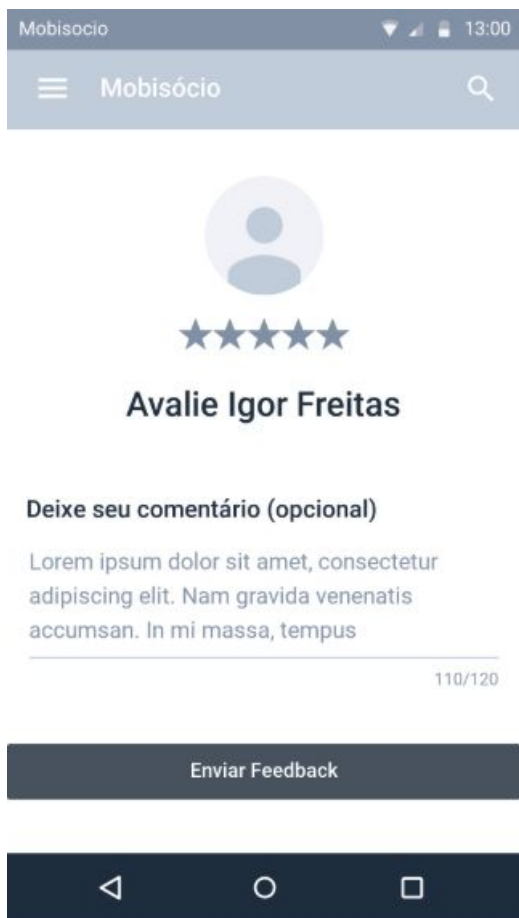 Mobisocio 13:00
Mobisócio
Avalie Igor Freitas
Deixe seu comentário (opcional)
Lorem ipsum dolor sit amet, consectetur
adipiscing elit. Nam gravida venenatis
accumsan. In mi massa, tempus
110/120
Enviar Feedback